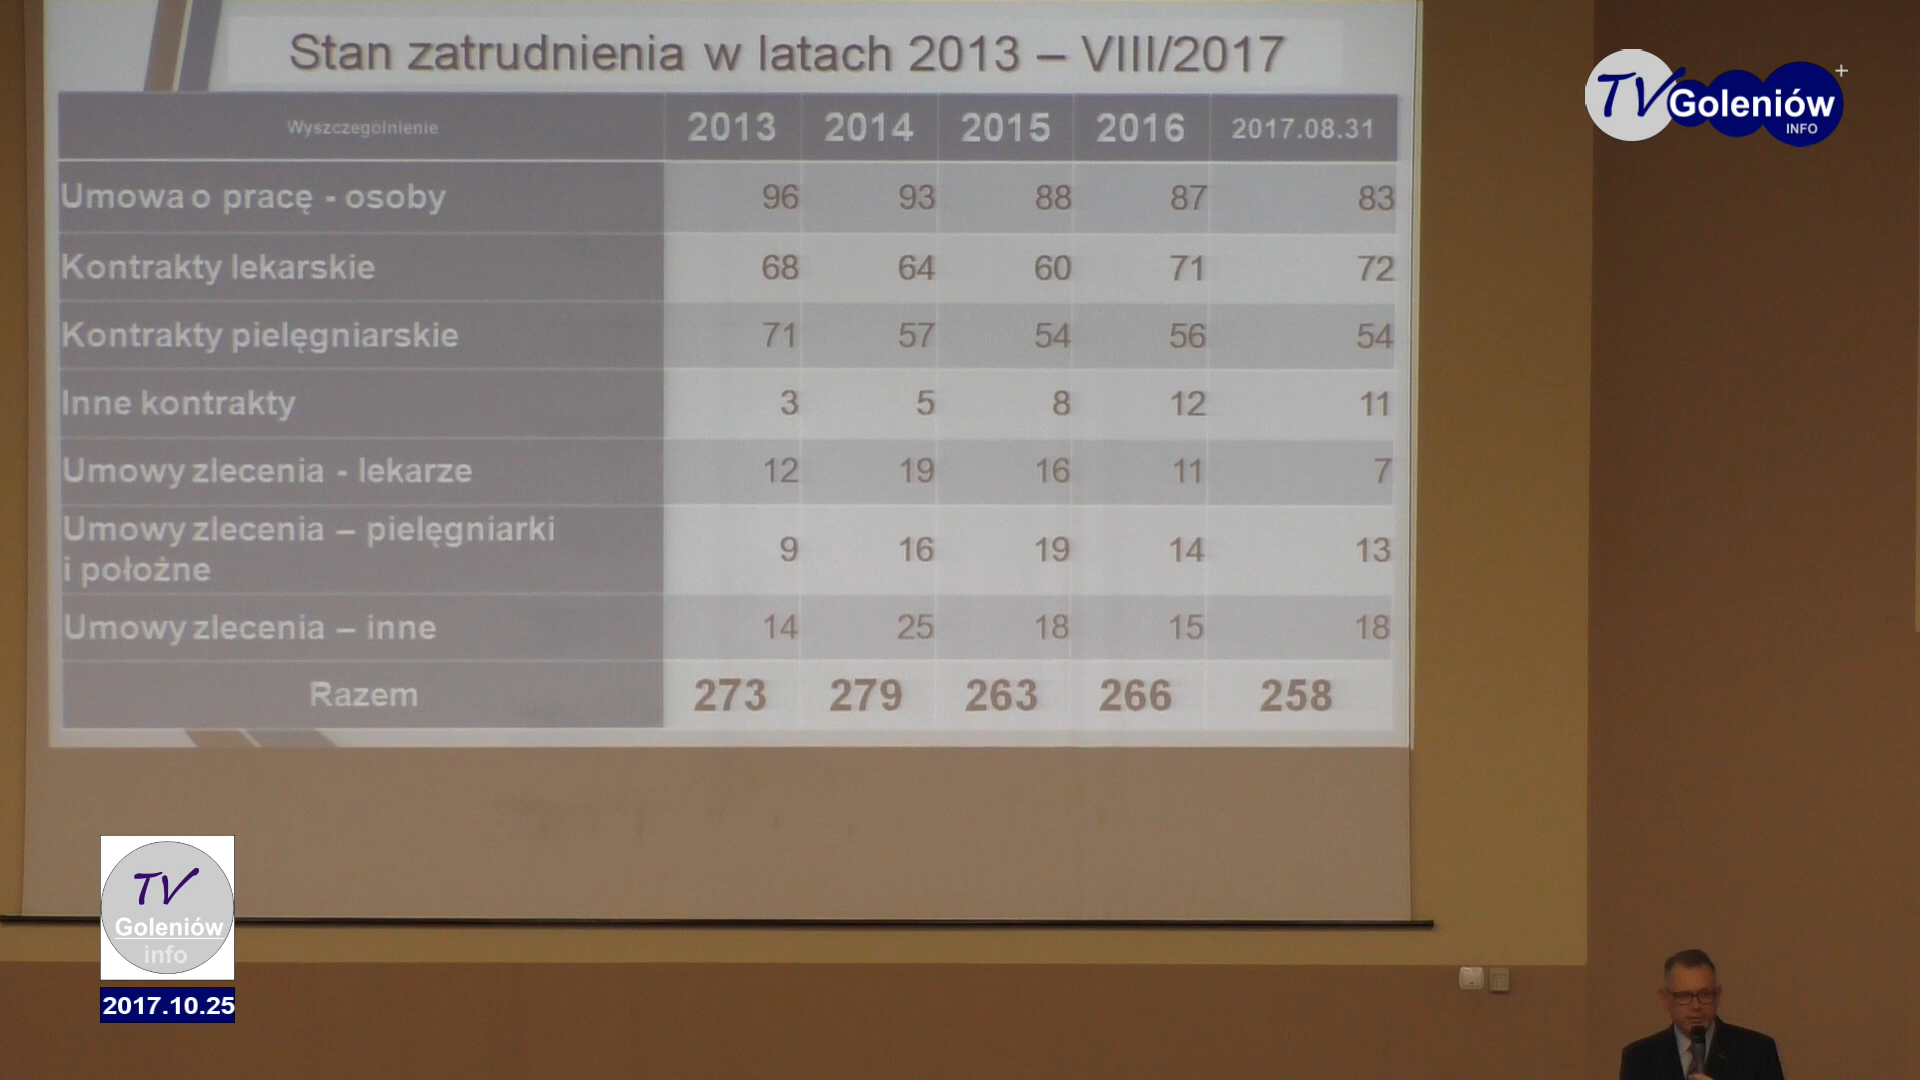 Stan zatrudnienia w latach 2013 – VIII/2017
Wyszczególnienie 2013 2014 2015 2016 2017.08.31
Umowa o pracę - osoby 96 93 88 87 83
Kontrakty lekarskie 68 64 60 71 72
Kontrakty pielęgniarskie 71 57 54 56 54
Inne kontrakty 3 5 8 12 11
Umowy zlecenia - lekarze 12 19 16 11 7
Umowy zlecenia – pielęgniarki
i położne 9 16 19 14 13
Umowy zlecenia – inne 14 25 18 15 18
Razem 273 279 263 266 258
TV Goleniów +
INFO
TV
Goleniów
info
2017.10.25